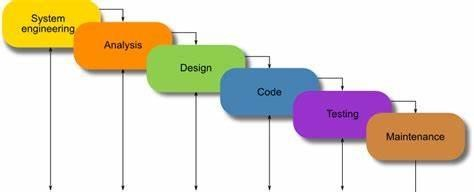 System
engineering
Analysis
Design
Code
Testing
Maintenance